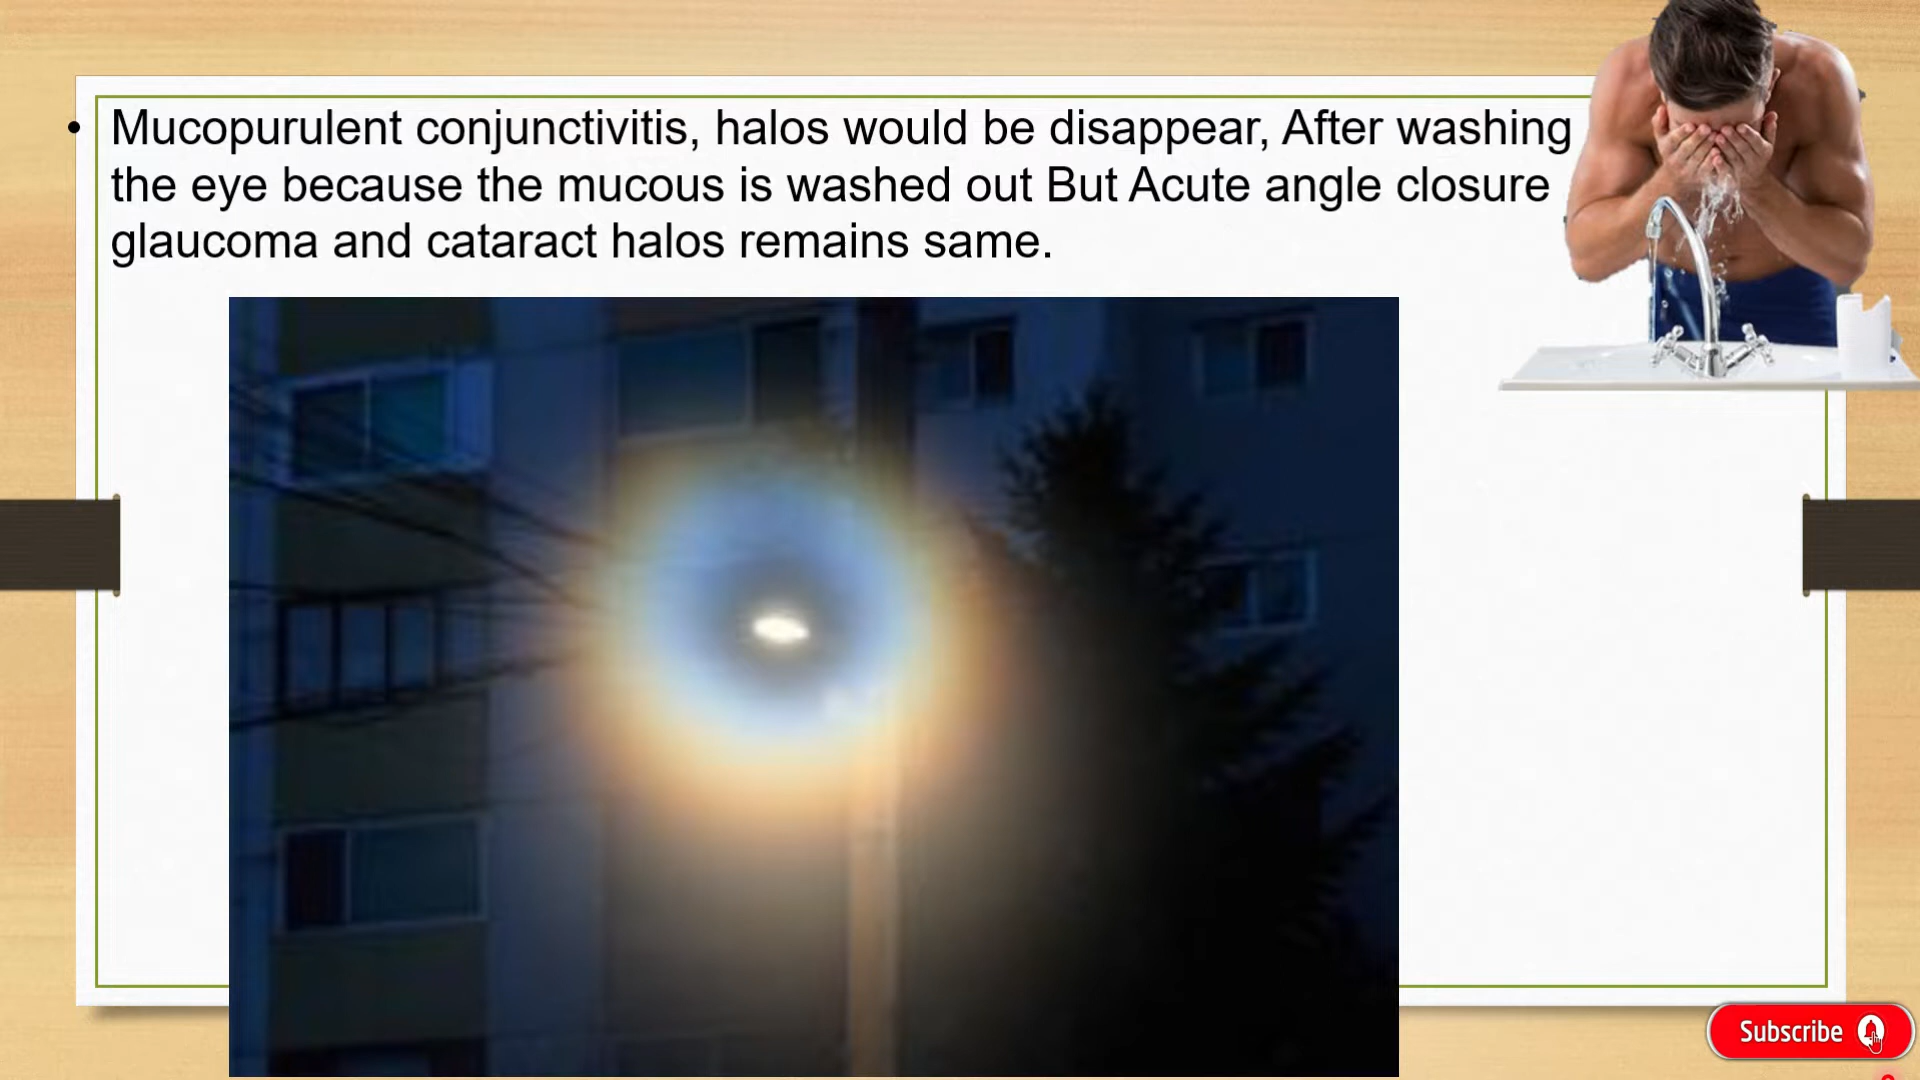 • Mucopurulent conjunctivitis, halos would be disappear, After washing
the eye because the mucous is washed out But Acute angle closure
glaucoma and cataract halos remains same.
Subscribe